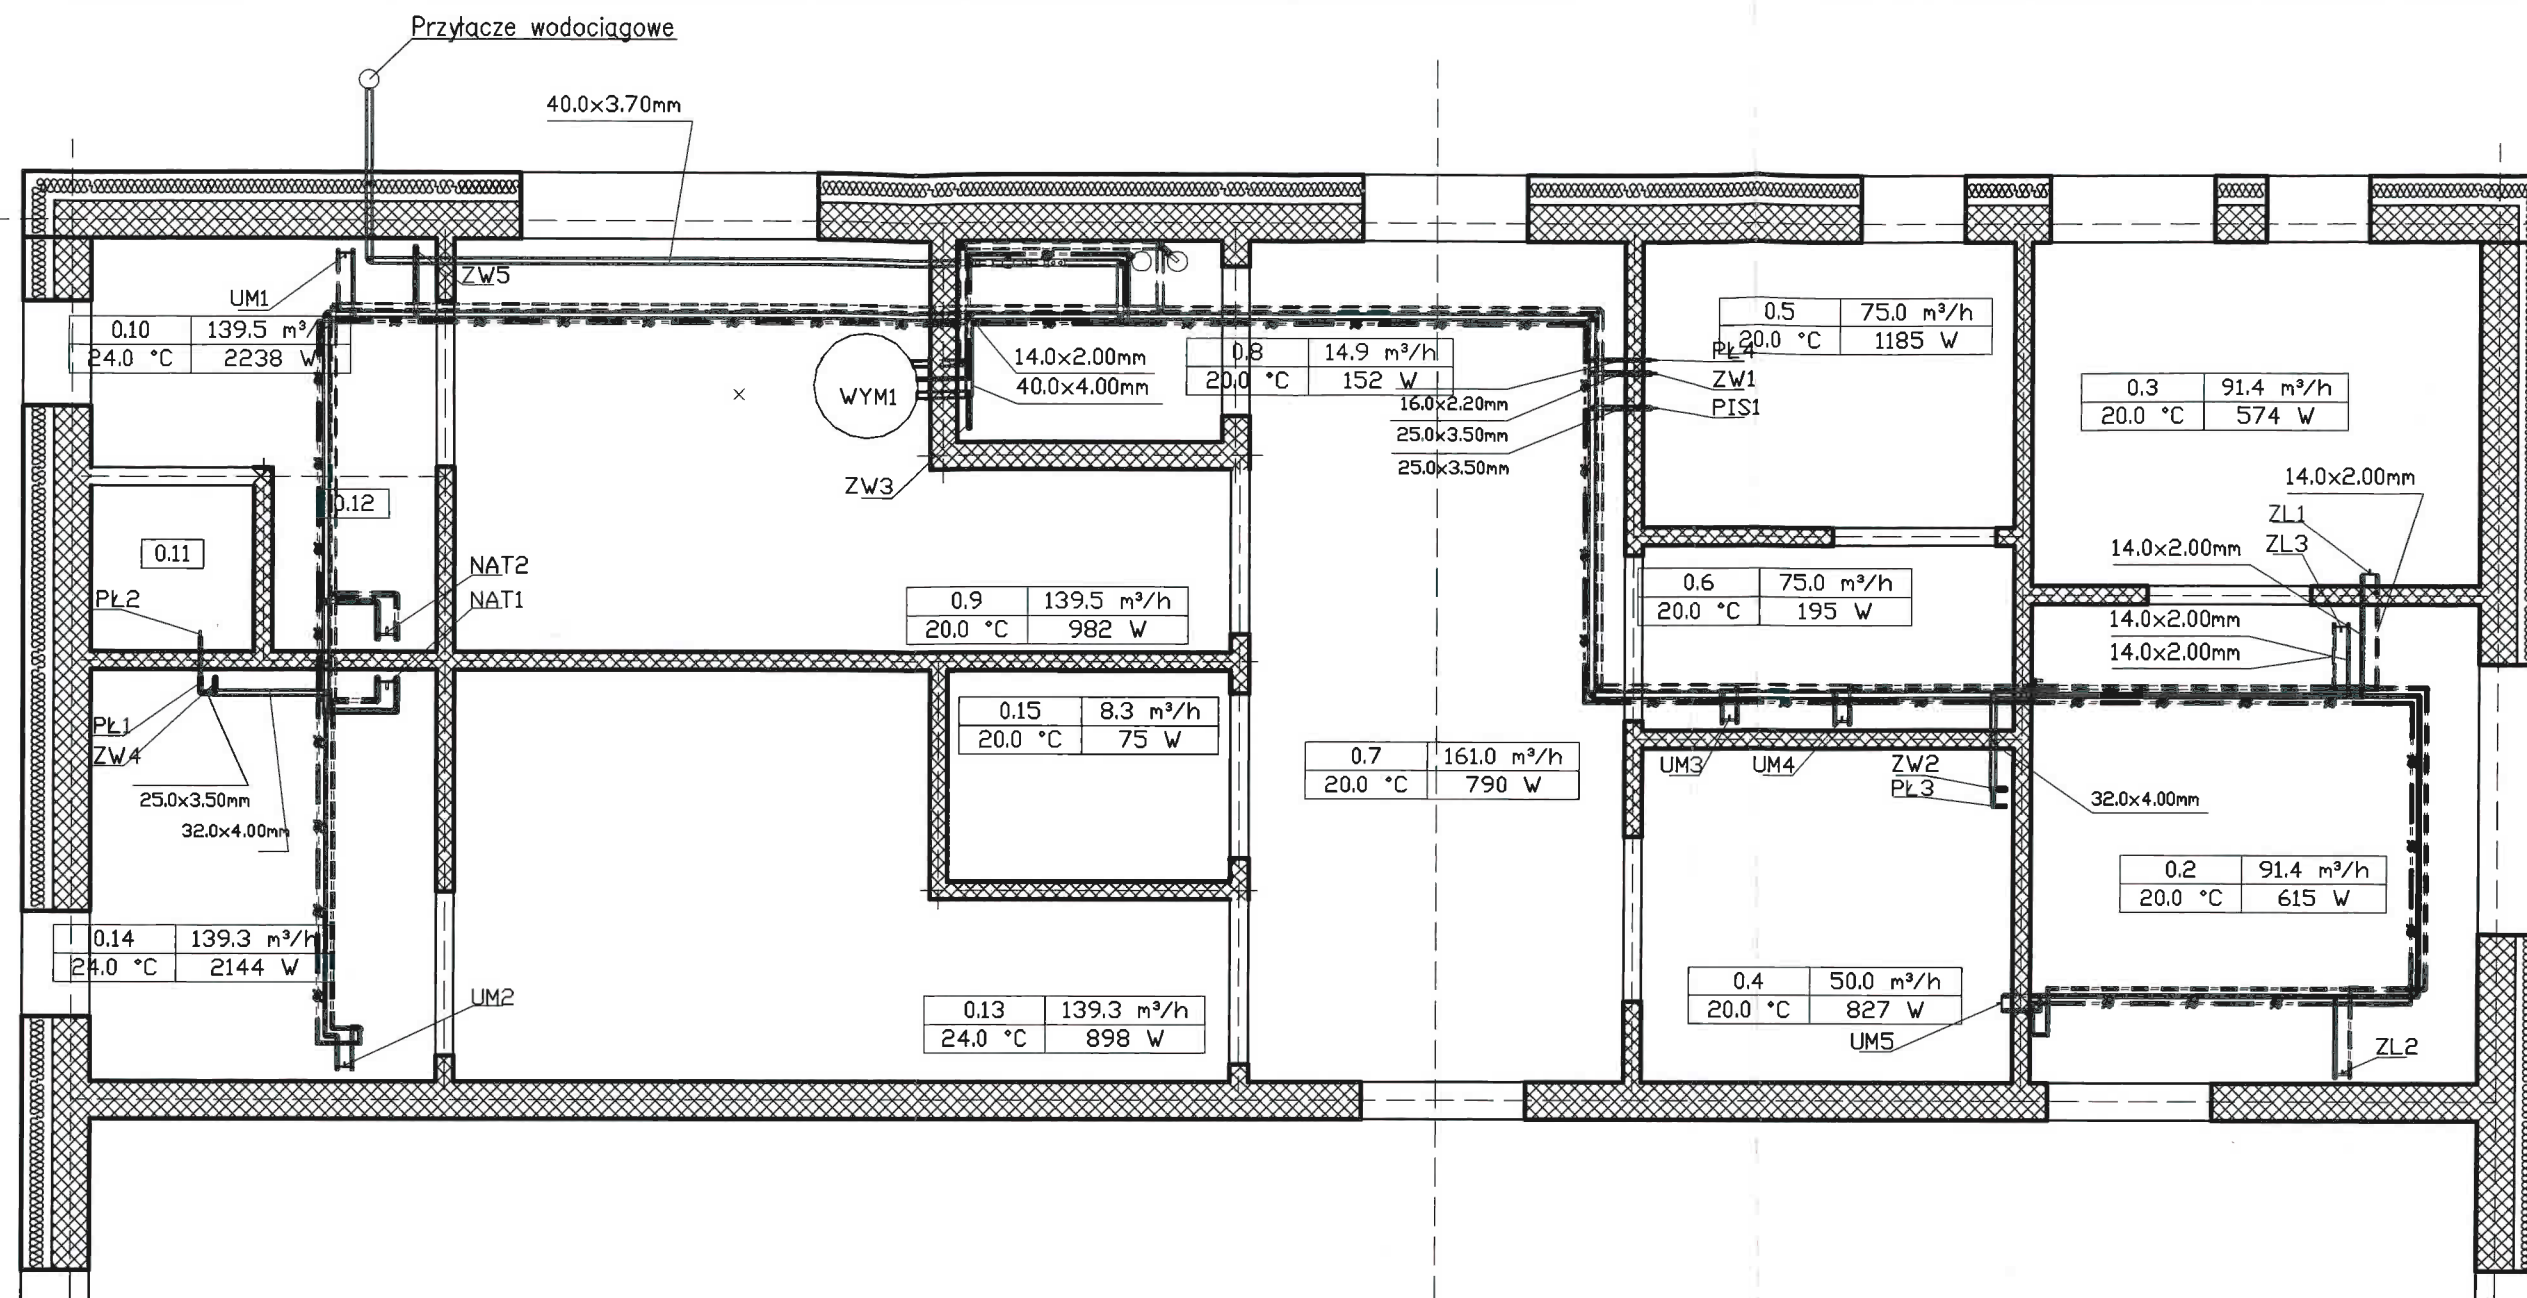 Przyłącze wodociągowe
40.0x3.70mm
UM1
ZW5
0.10 139.5 m³/
24.0 °C 2238 W
0.12
0.11
PŁ2
NAT2
NAT1
PŁ1
ZW4
25.0x3.50mm
32.0x4.00mm
0.14 139.3 m³/h
24.0 °C 2144 W
UM2
WYM1
ZW3
14.0x2.00mm
40.0x4.00mm
0.8 14.9 m³/h
20.0 °C 152 W
16.0x2.20mm
25.0x3.50mm
25.0x3.50mm
PŁ4
ZW1
PIS1
0.5 75.0 m³/h
20.0 °C 1185 W
0.3 91.4 m³/h
20.0 °C 574 W
14.0x2.00mm
ZL1
14.0x2.00mm
ZL3
14.0x2.00mm
14.0x2.00mm
0.9 139.5 m³/h
20.0 °C 982 W
0.6 75.0 m³/h
20.0 °C 195 W
0.15 8.3 m³/h
20.0 °C 75 W
0.7 161.0 m³/h
20.0 °C 790 W
UM3
UM4
ZW2
PŁ3
32.0x4.00mm
0.2 91.4 m³/h
20.0 °C 615 W
0.13 139.3 m³/h
24.0 °C 898 W
0.4 50.0 m³/h
20.0 °C 827 W
UM5
ZL2